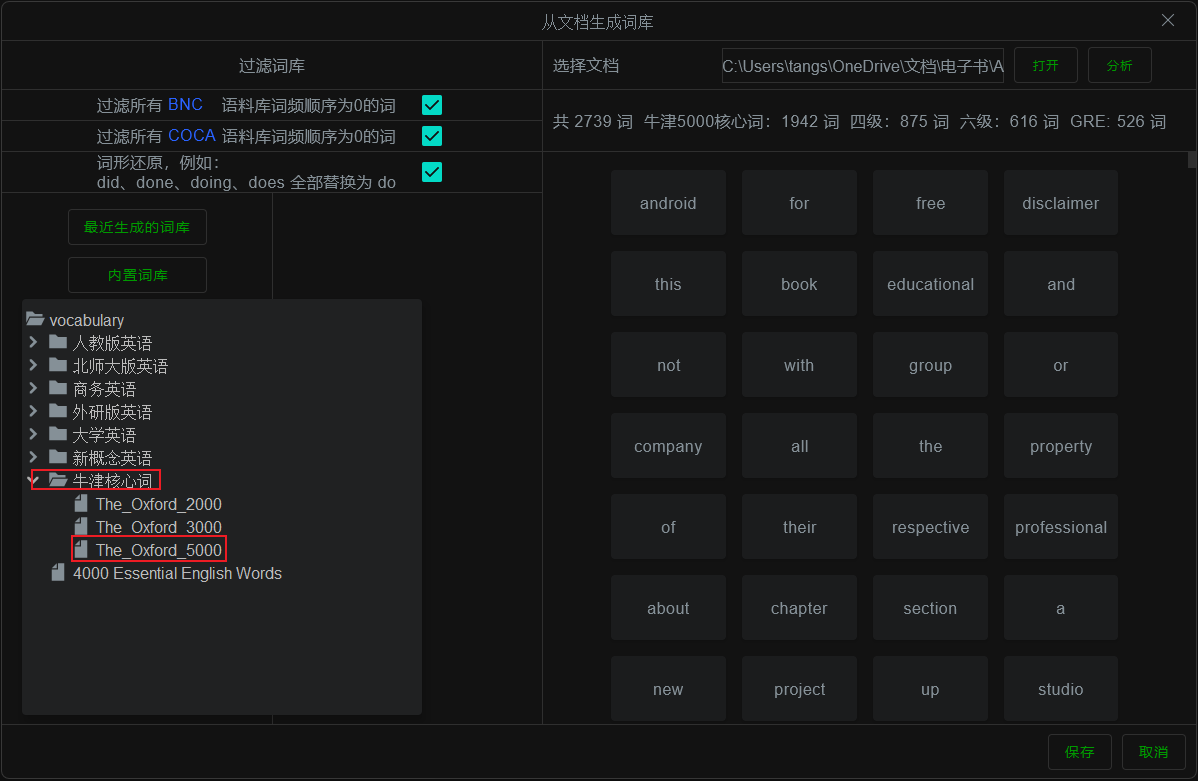 从文档生成词库
过滤词库
过滤所有 BNC 语料库词频顺序为0的词
过滤所有 COCA 语料库词频顺序为0的词
词形还原，例如：
did、done、doing、does 全部替换为 do
最近生成的词库
内置词库
vocabulary
人教版英语
北师大版英语
商务英语
外研版英语
大学英语
新概念英语
牛津核心词
The_Oxford_2000
The_Oxford_3000
The_Oxford_5000
4000 Essential English Words
选择文档 C:\Users\tangs\OneDrive\文档\电子书\A 打开 分析
共 2739 词 牛津5000核心词：1942 词 四级：875 词 六级：616 词 GRE: 526 词
android for free disclaimer
this book educational and
not with group or
company all the property
of their respective professional
about chapter section a
new project up studio
保存 取消